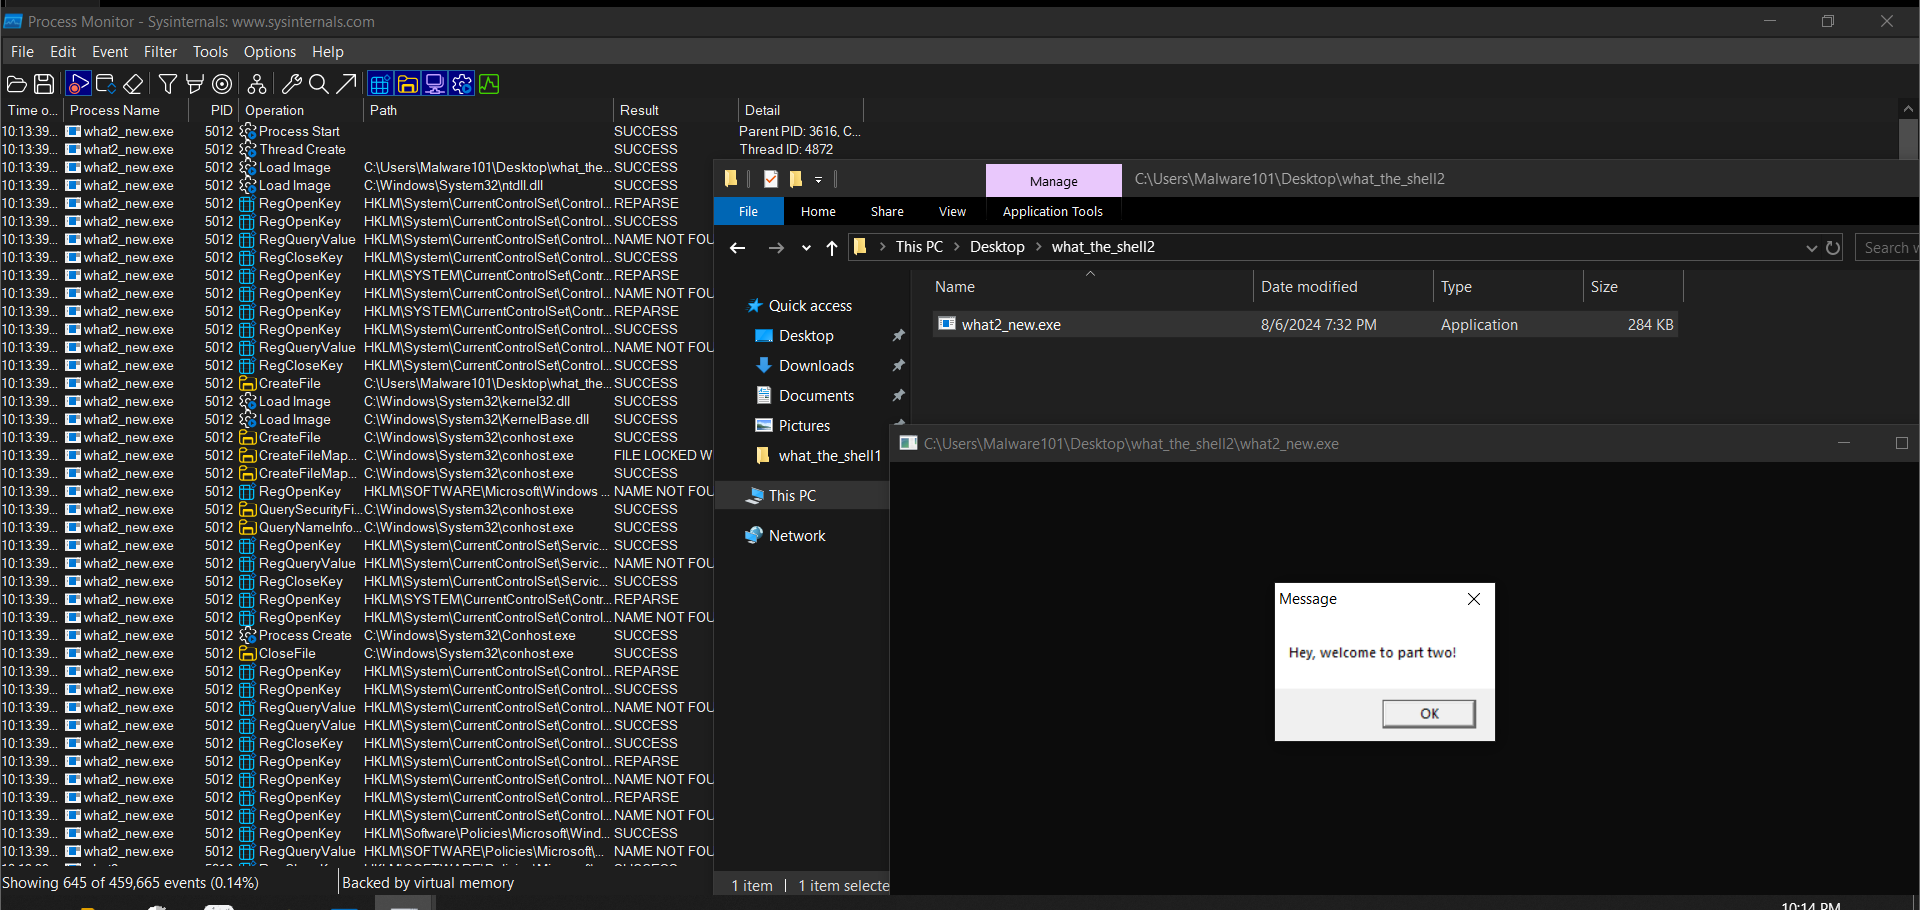 Process Monitor - Sysinternals: www.sysinternals.com
File Edit Event Filter Tools Options Help
Time o... Process Name PID Operation Path Result Detail
10:13:39... what2_new.exe 5012 Process Start SUCCESS Parent PID: 3616, C...
10:13:39... what2_new.exe 5012 Thread Create SUCCESS Thread ID: 4872
10:13:39... what2_new.exe 5012 Load Image C:\Users\Malware101\Desktop\what_the... SUCCESS
10:13:39... what2_new.exe 5012 Load Image C:\Windows\System32\ntdll.dll SUCCESS
10:13:39... what2_new.exe 5012 RegOpenKey HKLM\System\CurrentControlSet\Control... REPARSE
10:13:39... what2_new.exe 5012 RegOpenKey HKLM\System\CurrentControlSet\Control... SUCCESS
10:13:39... what2_new.exe 5012 RegQueryValue HKLM\System\CurrentControlSet\Control... NAME NOT FOU
10:13:39... what2_new.exe 5012 RegCloseKey HKLM\System\CurrentControlSet\Control... SUCCESS
10:13:39... what2_new.exe 5012 RegOpenKey HKLM\SYSTEM\CurrentControlSet\Contr... REPARSE
10:13:39... what2_new.exe 5012 RegOpenKey HKLM\System\CurrentControlSet\Control... NAME NOT FOU
10:13:39... what2_new.exe 5012 RegOpenKey HKLM\SYSTEM\CurrentControlSet\Contr... REPARSE
10:13:39... what2_new.exe 5012 RegOpenKey HKLM\System\CurrentControlSet\Control... SUCCESS
10:13:39... what2_new.exe 5012 RegQueryValue HKLM\System\CurrentControlSet\Control... NAME NOT FOU
10:13:39... what2_new.exe 5012 RegCloseKey HKLM\System\CurrentControlSet\Control... SUCCESS
10:13:39... what2_new.exe 5012 CreateFile C:\Users\Malware101\Desktop\what_the... SUCCESS
10:13:39... what2_new.exe 5012 Load Image C:\Windows\System32\kernel32.dll SUCCESS
10:13:39... what2_new.exe 5012 Load Image C:\Windows\System32\KernelBase.dll SUCCESS
10:13:39... what2_new.exe 5012 CreateFile C:\Windows\System32\conhost.exe SUCCESS
10:13:39... what2_new.exe 5012 CreateFileMap... C:\Windows\System32\conhost.exe FILE LOCKED W
10:13:39... what2_new.exe 5012 CreateFileMap... C:\Windows\System32\conhost.exe SUCCESS
10:13:39... what2_new.exe 5012 RegOpenKey HKLM\SOFTWARE\Microsoft\Windows ... NAME NOT FOU
10:13:39... what2_new.exe 5012 QuerySecurityFi... C:\Windows\System32\conhost.exe SUCCESS
10:13:39... what2_new.exe 5012 QueryNameInfo... C:\Windows\System32\conhost.exe SUCCESS
10:13:39... what2_new.exe 5012 RegOpenKey HKLM\System\CurrentControlSet\Servic... SUCCESS
10:13:39... what2_new.exe 5012 RegQueryValue HKLM\System\CurrentControlSet\Servic... NAME NOT FOU
10:13:39... what2_new.exe 5012 RegCloseKey HKLM\System\CurrentControlSet\Servic... SUCCESS
10:13:39... what2_new.exe 5012 RegOpenKey HKLM\SYSTEM\CurrentControlSet\Contr... REPARSE
10:13:39... what2_new.exe 5012 RegOpenKey HKLM\System\CurrentControlSet\Control... NAME NOT FOU
10:13:39... what2_new.exe 5012 Process Create C:\Windows\System32\Conhost.exe SUCCESS
10:13:39... what2_new.exe 5012 CloseFile C:\Windows\System32\conhost.exe SUCCESS
10:13:39... what2_new.exe 5012 RegOpenKey HKLM\System\CurrentControlSet\Control... REPARSE
10:13:39... what2_new.exe 5012 RegOpenKey HKLM\System\CurrentControlSet\Control... SUCCESS
10:13:39... what2_new.exe 5012 RegQueryValue HKLM\System\CurrentControlSet\Control... NAME NOT FOU
10:13:39... what2_new.exe 5012 RegQueryValue HKLM\System\CurrentControlSet\Control... SUCCESS
10:13:39... what2_new.exe 5012 RegCloseKey HKLM\System\CurrentControlSet\Control... SUCCESS
10:13:39... what2_new.exe 5012 RegOpenKey HKLM\System\CurrentControlSet\Control... REPARSE
10:13:39... what2_new.exe 5012 RegOpenKey HKLM\System\CurrentControlSet\Control... NAME NOT FOU
10:13:39... what2_new.exe 5012 RegOpenKey HKLM\System\CurrentControlSet\Control... REPARSE
10:13:39... what2_new.exe 5012 RegOpenKey HKLM\System\CurrentControlSet\Control... NAME NOT FOU
10:13:39... what2_new.exe 5012 RegOpenKey HKLM\Software\Policies\Microsoft\Wind... SUCCESS
10:13:39... what2_new.exe 5012 RegQueryValue HKLM\SOFTWARE\Policies\Microsoft\... NAME NOT FOU
Showing 645 of 459,665 events (0.14%) Backed by virtual memory
Manage C:\Users\Malware101\Desktop\what_the_shell2
File Home Share View Application Tools
This PC Desktop what_the_shell2 Search w
Name Date modified Type Size
what2_new.exe 8/6/2024 7:32 PM Application 284 KB
Quick access
Desktop
Downloads
Documents
Pictures
what_the_shell1
This PC
Network
1 item 1 item selecte
C:\Users\Malware101\Desktop\what_the_shell2\what2_new.exe
Message
Hey, welcome to part two!
OK
10:14 PM